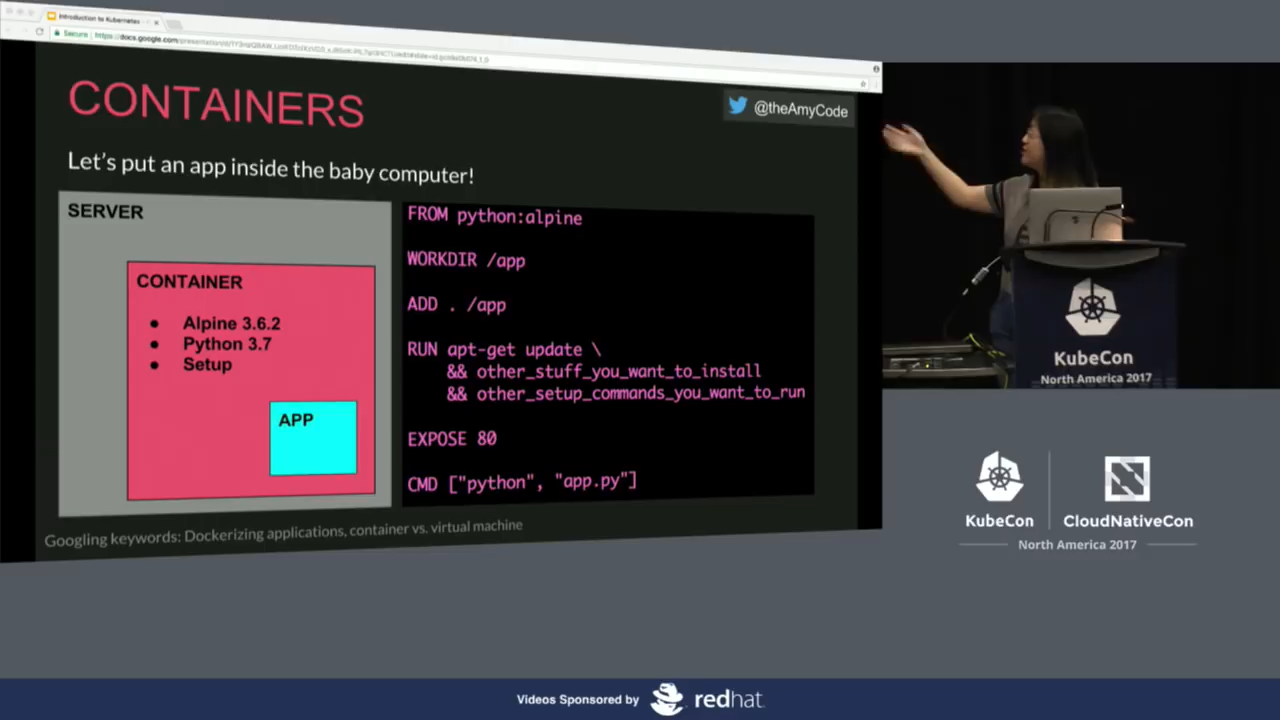 Introduction to Kubernetes
Secure
CONTAINERS
@theAmyCode
Let's put an app inside the baby computer!
SERVER
CONTAINER
● Alpine 3.6.2
● Python 3.7
● Setup
APP
FROM python:alpine
WORKDIR /app
ADD . /app
RUN apt-get update \
&& other_stuff_you_want_to_install
&& other_setup_commands_you_want_to_run
EXPOSE 80
CMD ["python", "app.py"]
Googling keywords: Dockerizing applications, container vs. virtual machine
KubeCon
North America 2017
KubeCon
CloudNativeCon
North America 2017
Videos Sponsored by
redhat.